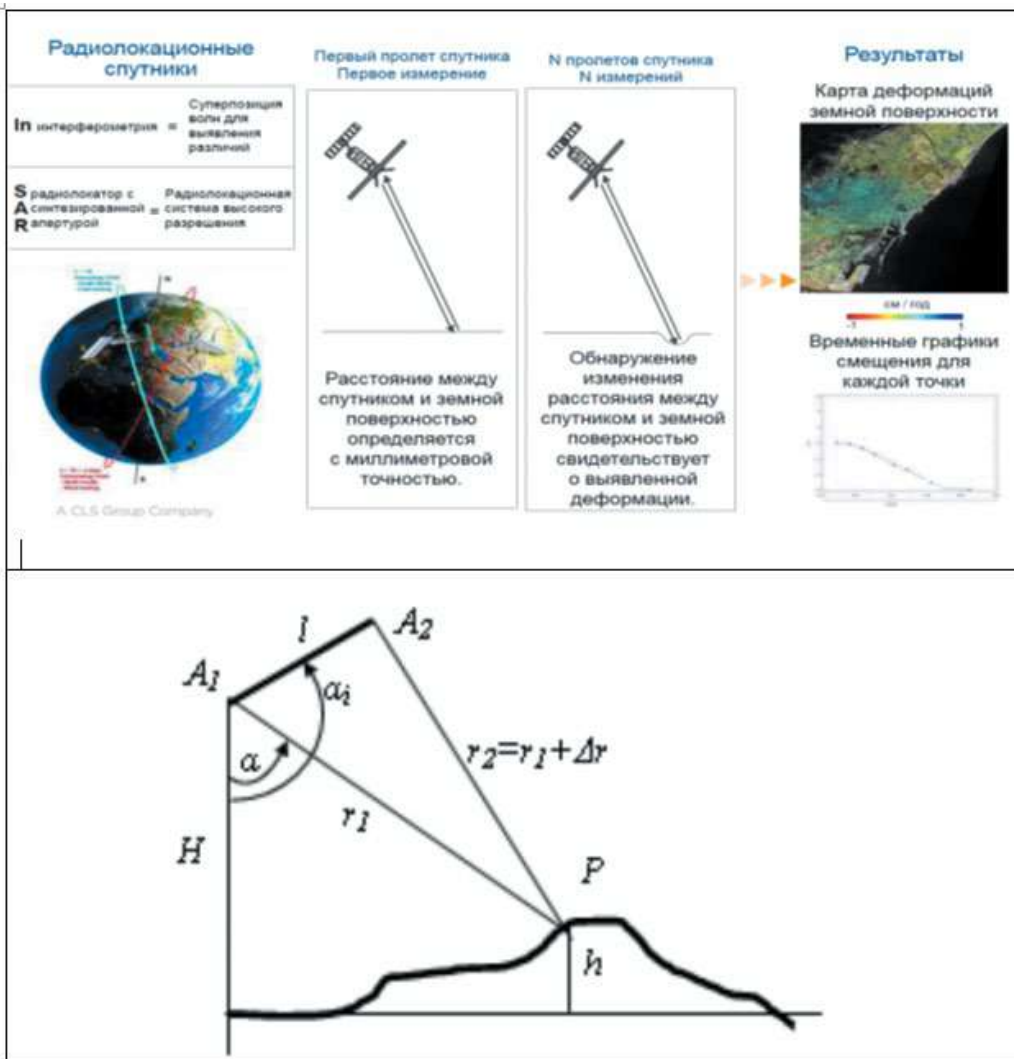 Радиолокационные
спутники
In интерферометрия = Суперпозиция
волн для
выявления
различий
S радиолокатор с
A синтезированной = Радиолокационная
R апертурой
система высокого
разрешения
A CLS Group Company
Первый пролет спутника
Первое измерение
Расстояние между
спутником и земной
поверхностью
определяется
с миллиметровой
точностью.
N пролетов спутника
N измерений
Обнаружение
изменения
расстояния между
спутником и земной
поверхностью
свидетельствует
о выявленной
деформации.
Результаты
Карта деформаций
земной поверхности
см / год
-1 1
Временные графики
смещения для
каждой точки
l
A2
A1
αi
α
r2=r1+Δr
r1
H
P
h